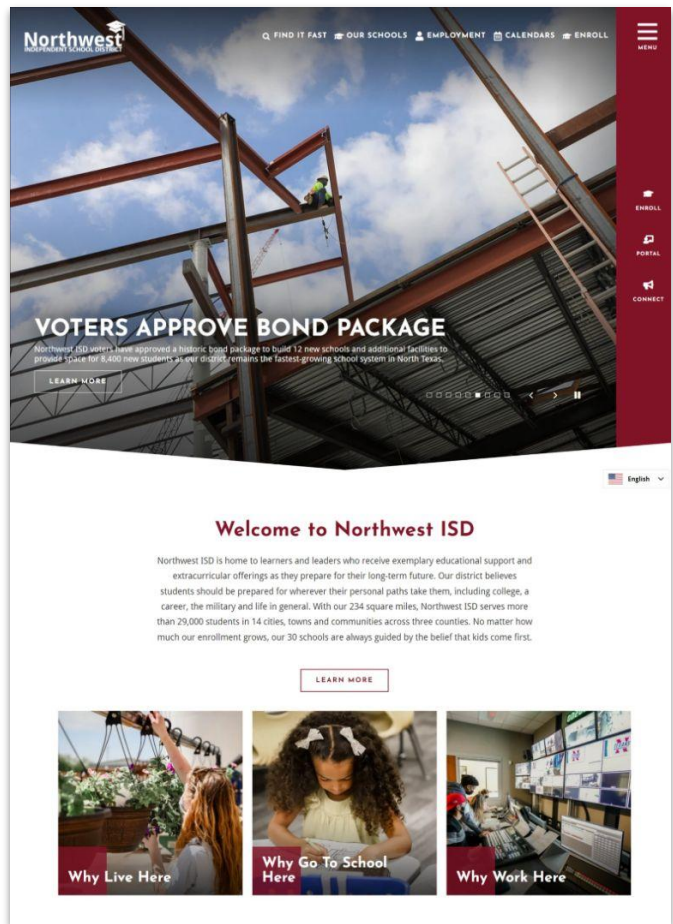 Northwest
INDEPENDENT SCHOOL DISTRICT
FIND IT FAST OUR SCHOOLS EMPLOYMENT CALENDARS ENROLL
MENU
ENROLL
PORTAL
CONNECT
VOTERS APPROVE BOND PACKAGE
Northwest ISD voters have approved a historic bond package to build 12 new schools and additional facilities to
provide space for 8,400 new students as our district remains the fastest-growing school system in North Texas.
LEARN MORE
English
Welcome to Northwest ISD
Northwest ISD is home to learners and leaders who receive exemplary educational support and
extracurricular offerings as they prepare for their long-term future. Our district believes
students should be prepared for wherever their personal paths take them, including college, a
career, the military and life in general. With our 234 square miles, Northwest ISD serves more
than 29,000 students in 14 cities, towns and communities across three counties. No matter how
much our enrollment grows, our 30 schools are always guided by the belief that kids come first.
LEARN MORE
Why Live Here
Why Go To School
Here
Why Work Here